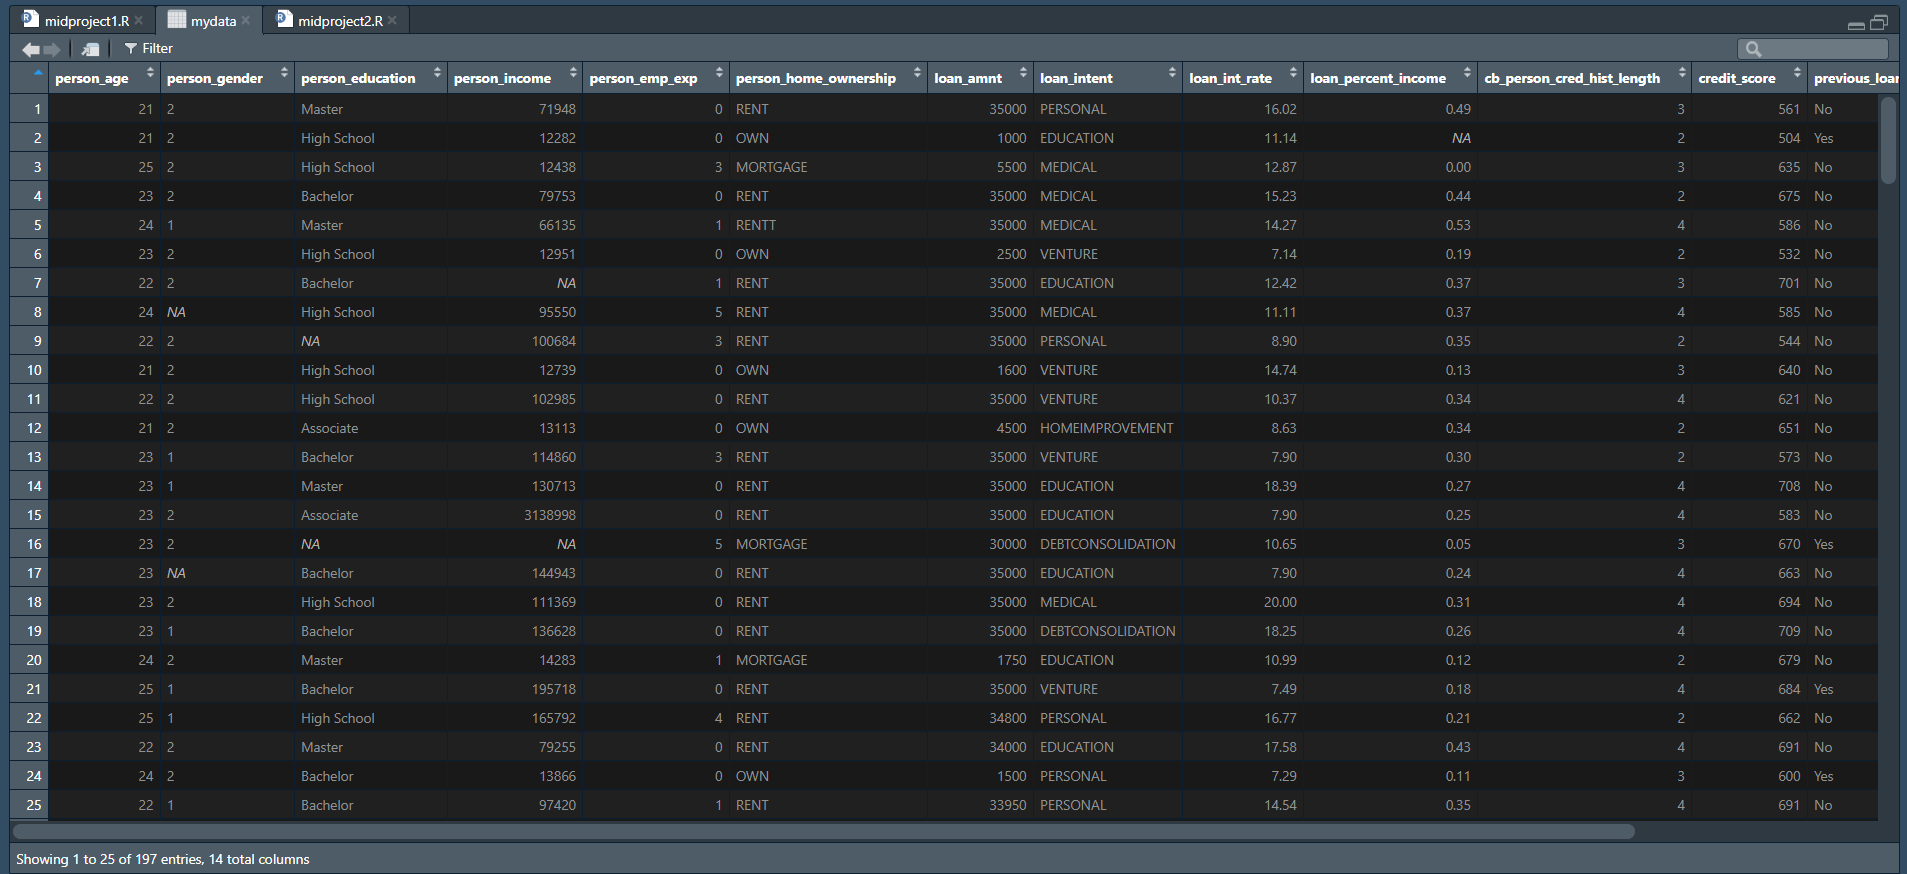 midproject1.R mydata midproject2.R
Filter
person_age person_gender person_education person_income person_emp_exp person_home_ownership loan_amnt loan_intent loan_int_rate loan_percent_income cb_person_cred_hist_length credit_score previous_loan
1 21 2 Master 71948 0 RENT 35000 PERSONAL 16.02 0.49 3 561 No
2 21 2 High School 12282 0 OWN 1000 EDUCATION 11.14 NA 2 504 Yes
3 25 2 High School 12438 3 MORTGAGE 5500 MEDICAL 12.87 0.00 3 635 No
4 23 2 Bachelor 79753 0 RENT 35000 MEDICAL 15.23 0.44 2 675 No
5 24 1 Master 66135 1 RENTT 35000 MEDICAL 14.27 0.53 4 586 No
6 23 2 High School 12951 0 OWN 2500 VENTURE 7.14 0.19 2 532 No
7 22 2 Bachelor NA 1 RENT 35000 EDUCATION 12.42 0.37 3 701 No
8 24 NA High School 95550 5 RENT 35000 MEDICAL 11.11 0.37 4 585 No
9 22 2 NA 100684 3 RENT 35000 PERSONAL 8.90 0.35 2 544 No
10 21 2 High School 12739 0 OWN 1600 VENTURE 14.74 0.13 3 640 No
11 22 2 High School 102985 0 RENT 35000 VENTURE 10.37 0.34 4 621 No
12 21 2 Associate 13113 0 OWN 4500 HOMEIMPROVEMENT 8.63 0.34 2 651 No
13 23 1 Bachelor 114860 3 RENT 35000 VENTURE 7.90 0.30 2 573 No
14 23 1 Master 130713 0 RENT 35000 EDUCATION 18.39 0.27 4 708 No
15 23 2 Associate 3138998 0 RENT 35000 EDUCATION 7.90 0.25 4 583 No
16 23 2 NA NA 5 MORTGAGE 30000 DEBTCONSOLIDATION 10.65 0.05 3 670 Yes
17 23 NA Bachelor 144943 0 RENT 35000 EDUCATION 7.90 0.24 4 663 No
18 23 2 High School 111369 0 RENT 35000 MEDICAL 20.00 0.31 4 694 No
19 23 1 Bachelor 136628 0 RENT 35000 DEBTCONSOLIDATION 18.25 0.26 4 709 No
20 24 2 Master 14283 1 MORTGAGE 1750 EDUCATION 10.99 0.12 2 679 No
21 25 1 Bachelor 195718 0 RENT 35000 VENTURE 7.49 0.18 4 684 Yes
22 25 1 High School 165792 4 RENT 34800 PERSONAL 16.77 0.21 2 662 No
23 22 2 Master 79255 0 RENT 34000 EDUCATION 17.58 0.43 4 691 No
24 24 2 Bachelor 13866 0 OWN 1500 PERSONAL 7.29 0.11 3 600 Yes
25 22 1 Bachelor 97420 1 RENT 33950 PERSONAL 14.54 0.35 4 691 No
Showing 1 to 25 of 197 entries, 14 total columns